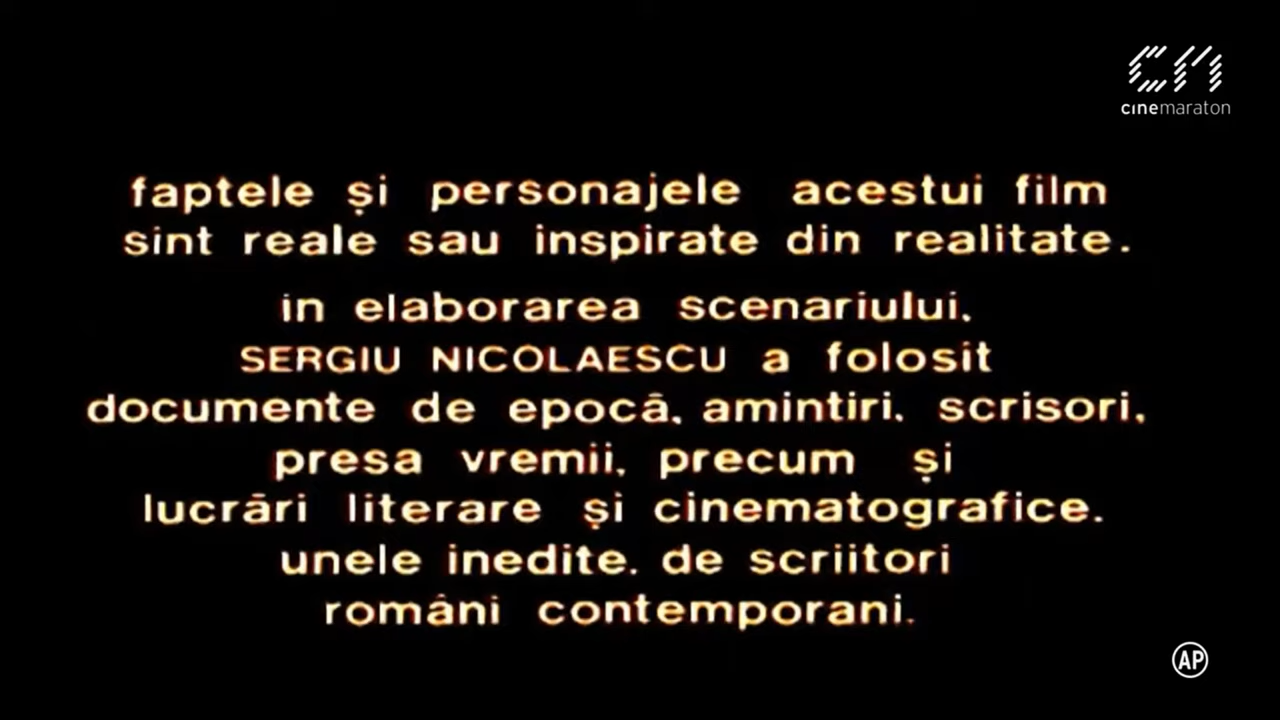 CM
cinemaraton
faptele și personajele acestui film
sint reale sau inspirate din realitate.
in elaborarea scenariului,
SERGIU NICOLAESCU a folosit
documente de epocă, amintiri, scrisori,
presa vremii, precum și
lucrări literare și cinematografice.
unele inedite. de scriitori
români contemporani.
AP